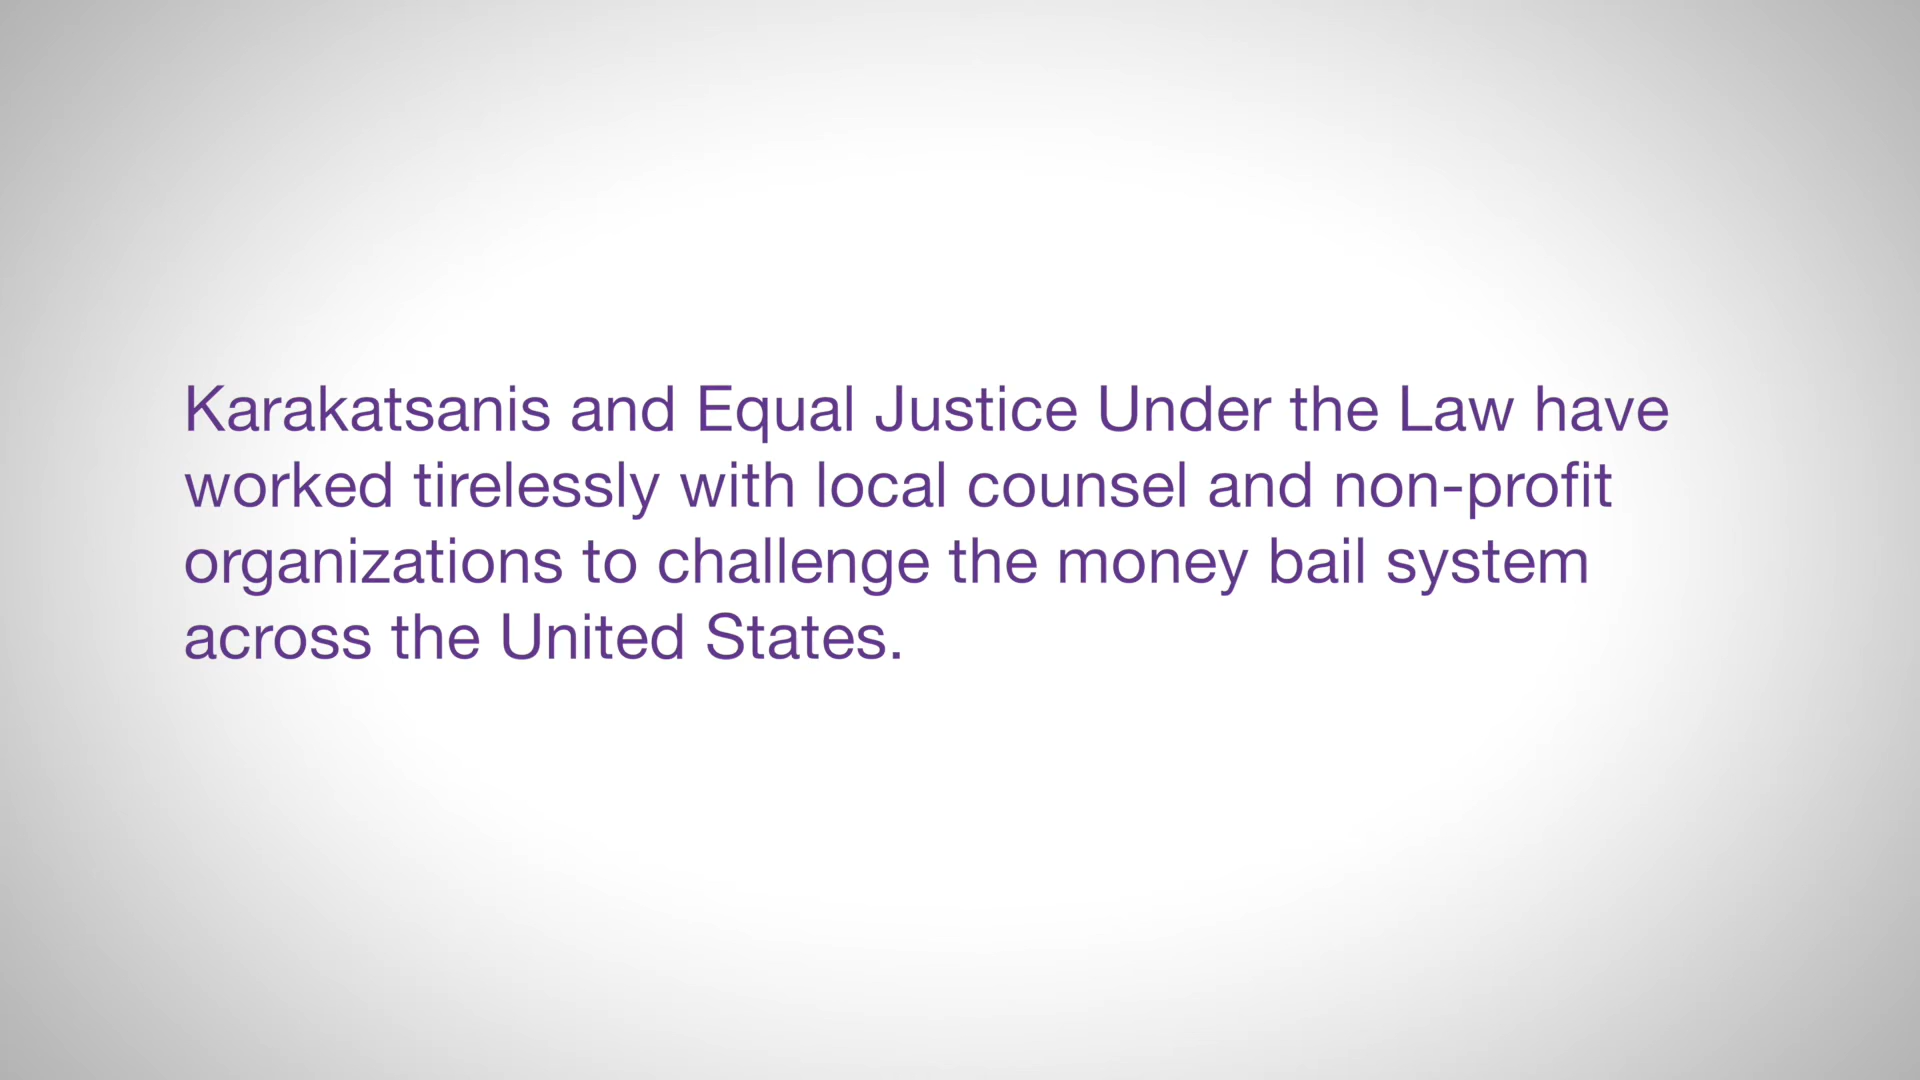 Karakatsanis and Equal Justice Under the Law have
worked tirelessly with local counsel and non-profit
organizations to challenge the money bail system
across the United States.